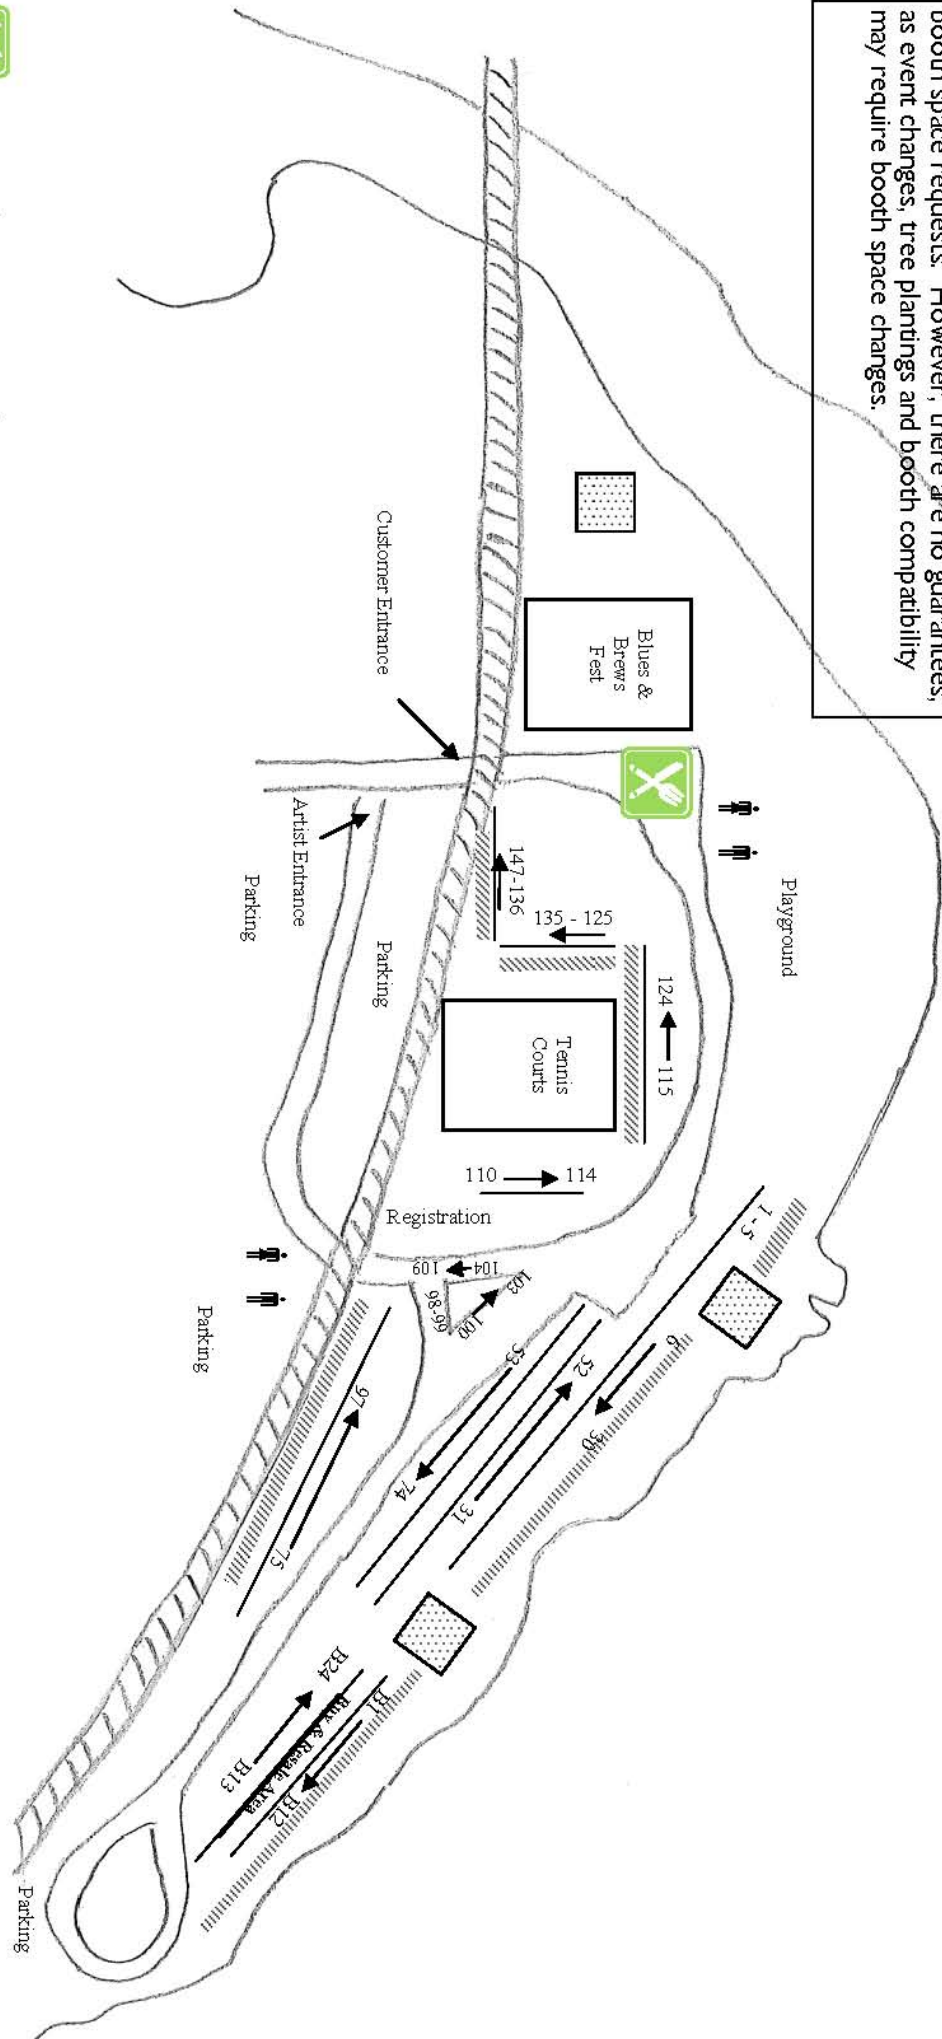 booth space requests. However, there are no guarantees,
as event changes, tree plantings and booth compatibility
may require booth space changes.
Blues &
Brews
Fest
Customer Entrance
Artist Entrance
Parking
Parking
Playground
147-136
135 - 125
124
115
Tennis
Courts
110
114
Registration
109
104
103
98-99
100
Parking
1 - 5
6
30
52
53
31
74
97
75
B24
B1
Buy & Resale Area
B13
B12
Parking